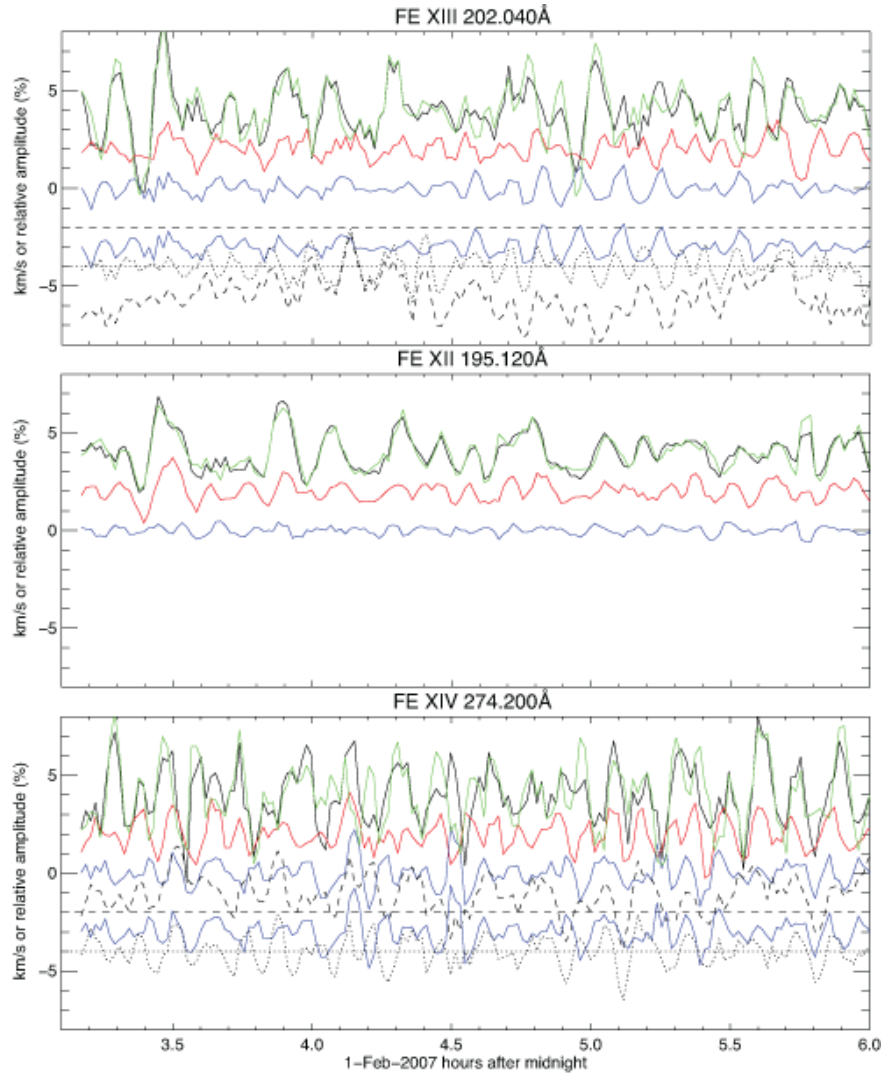 FE XIII 202.040Å
km/s or relative amplitude (%)
5
0
−5
FE XII 195.120Å
km/s or relative amplitude (%)
5
0
−5
FE XIV 274.200Å
km/s or relative amplitude (%)
5
0
−5
3.5 4.0 4.5 5.0 5.5 6.0
1−Feb−2007 hours after midnight